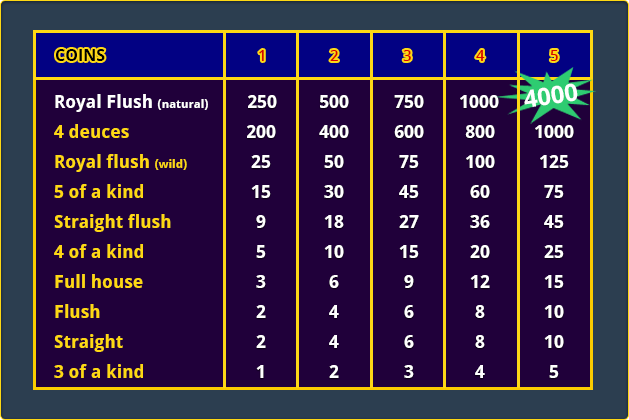 COINS 1 2 3 4 5
Royal Flush (natural) 250 500 750 1000 4000
4 deuces 200 400 600 800 1000
Royal flush (wild) 25 50 75 100 125
5 of a kind 15 30 45 60 75
Straight flush 9 18 27 36 45
4 of a kind 5 10 15 20 25
Full house 3 6 9 12 15
Flush 2 4 6 8 10
Straight 2 4 6 8 10
3 of a kind 1 2 3 4 5